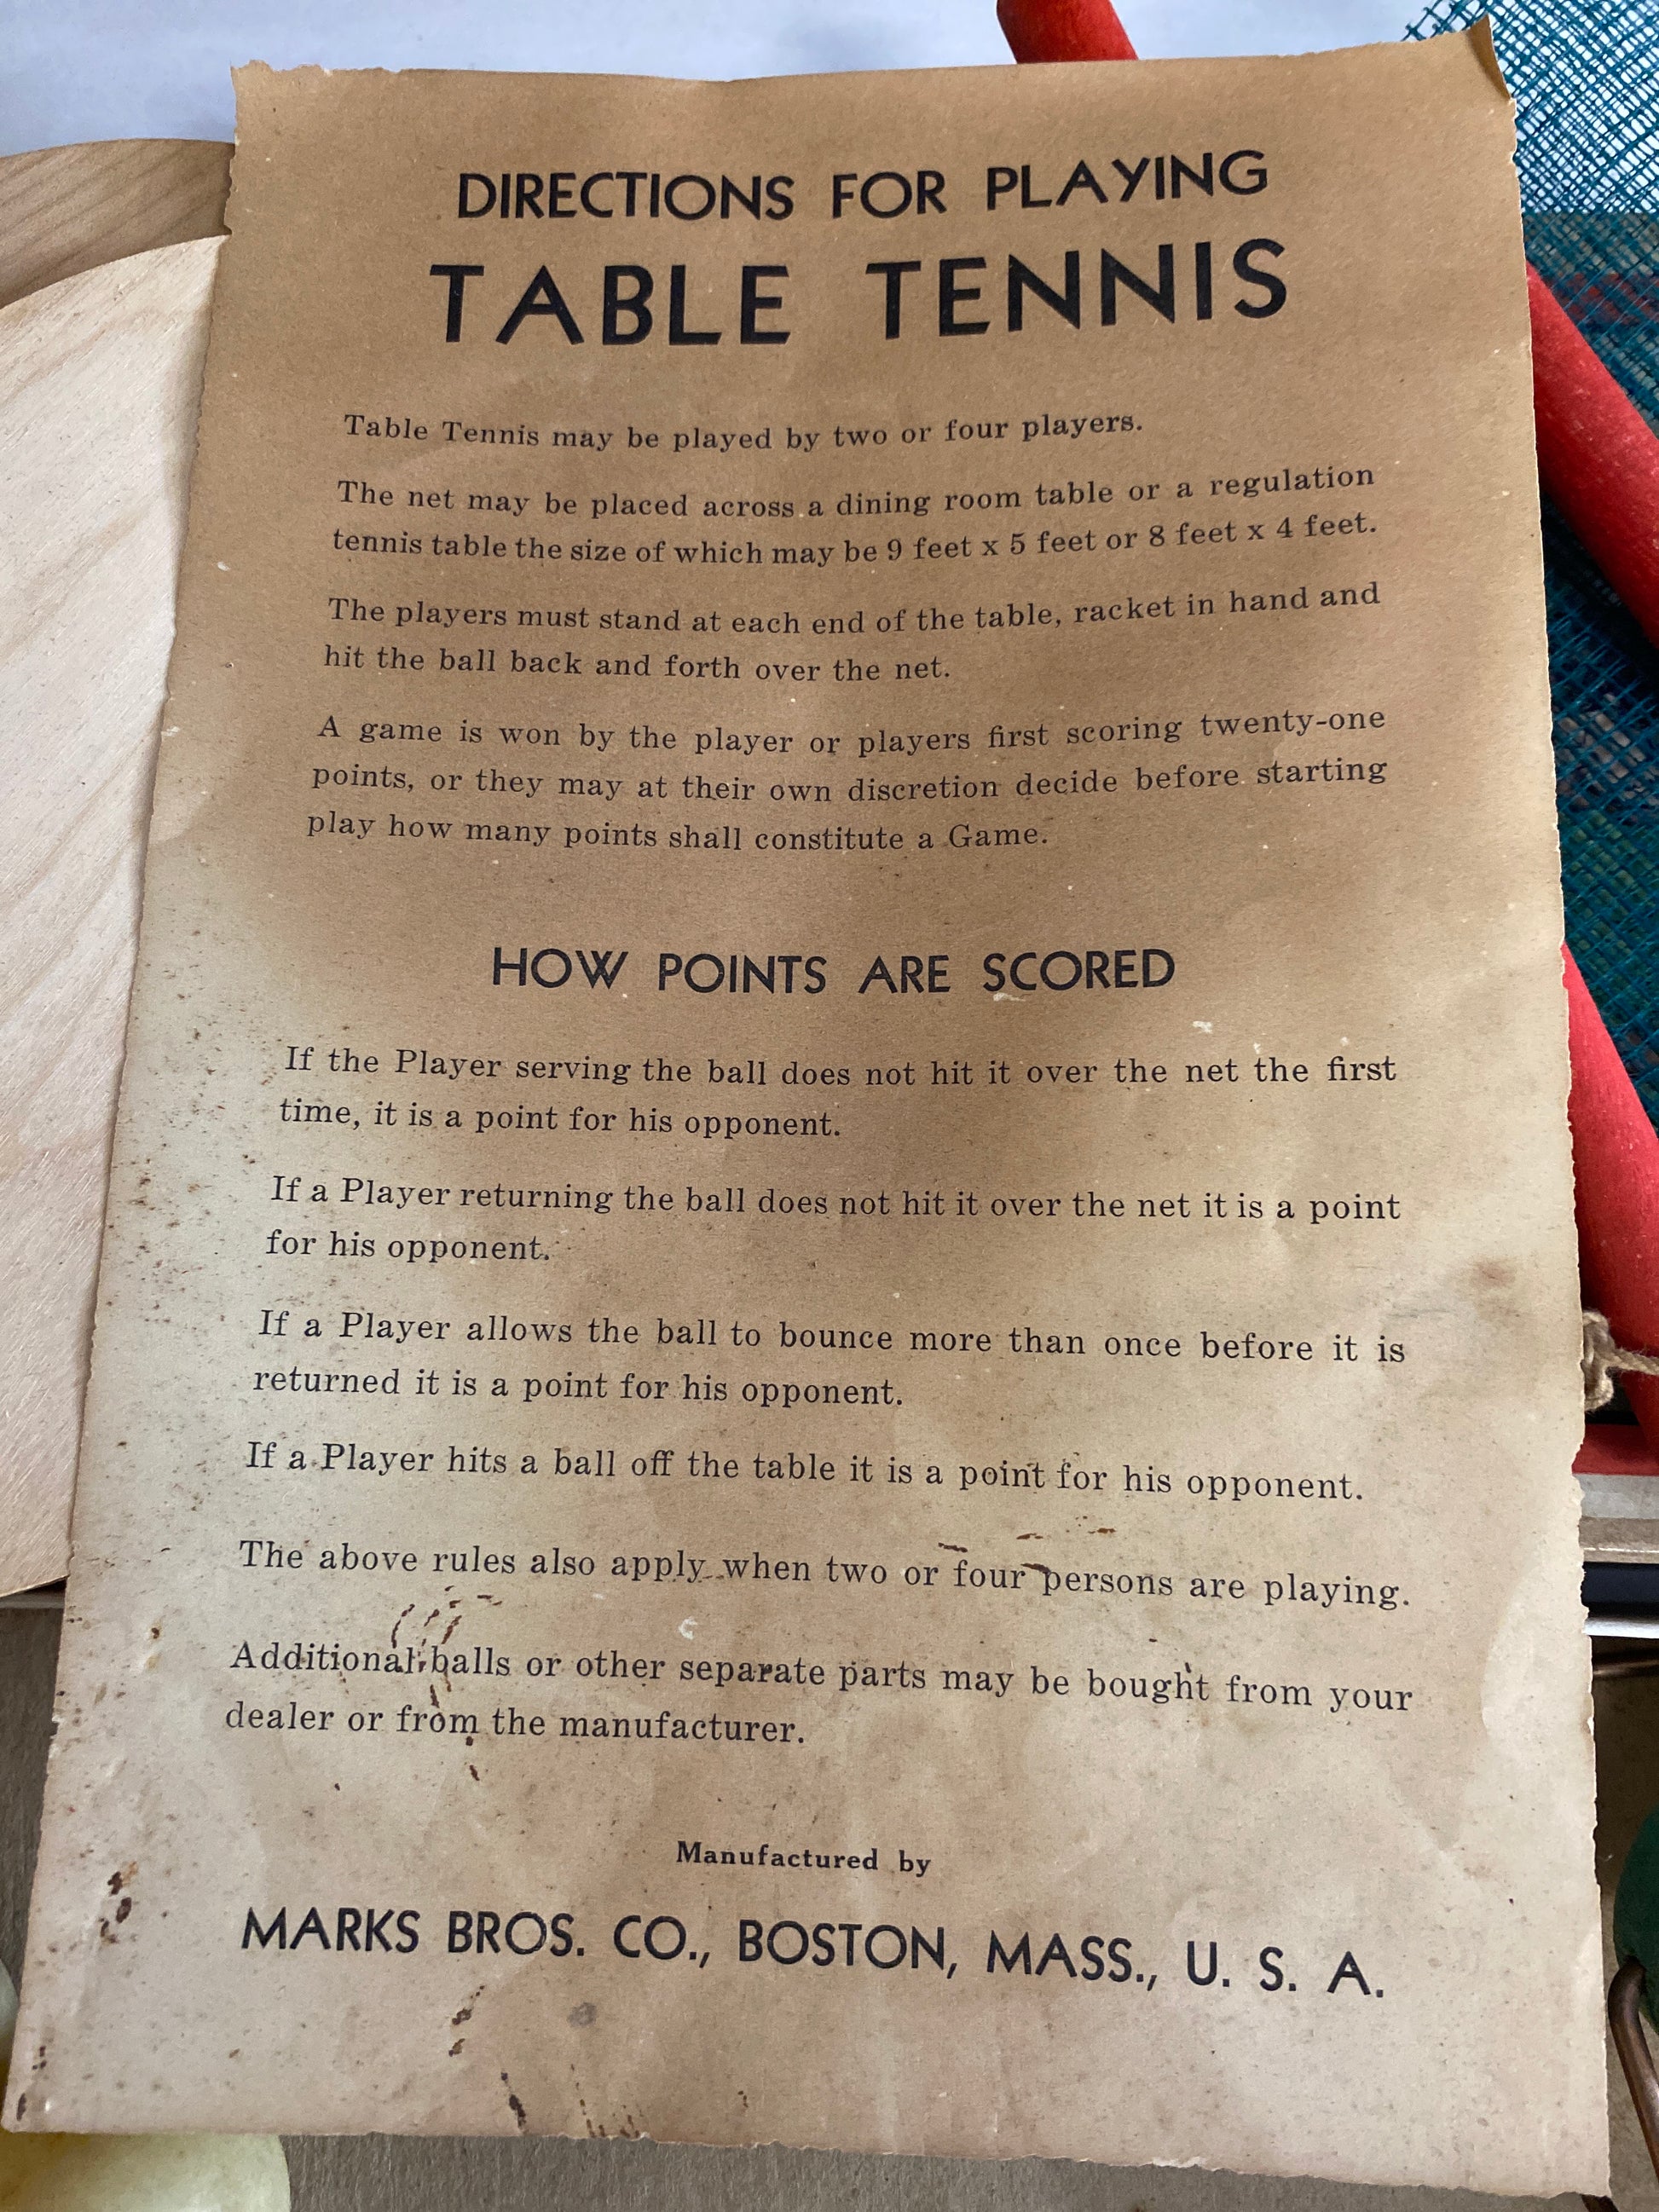 DIRECTIONS FOR PLAYING
TABLE TENNIS
Table Tennis may be played by two or four players.
The net may be placed across a dining room table or a regulation
tennis table the size of which may be 9 feet x 5 feet or 8 feet x 4 feet.
The players must stand at each end of the table, racket in hand and
hit the ball back and forth over the net.
A game is won by the player or players first scoring twenty-one
points, or they may at their own discretion decide before starting
play how many points shall constitute a Game.
HOW POINTS ARE SCORED
If the Player serving the ball does not hit it over the net the first
time, it is a point for his opponent.
If a Player returning the ball does not hit it over the net it is a point
for his opponent.
If a Player allows the ball to bounce more than once before it is
returned it is a point for his opponent.
If a Player hits a ball off the table it is a point for his opponent.
The above rules also apply when two or four persons are playing.
Additional balls or other separate parts may be bought from your
dealer or from the manufacturer.
Manufactured by
MARKS BROS. CO., BOSTON, MASS., U. S. A.